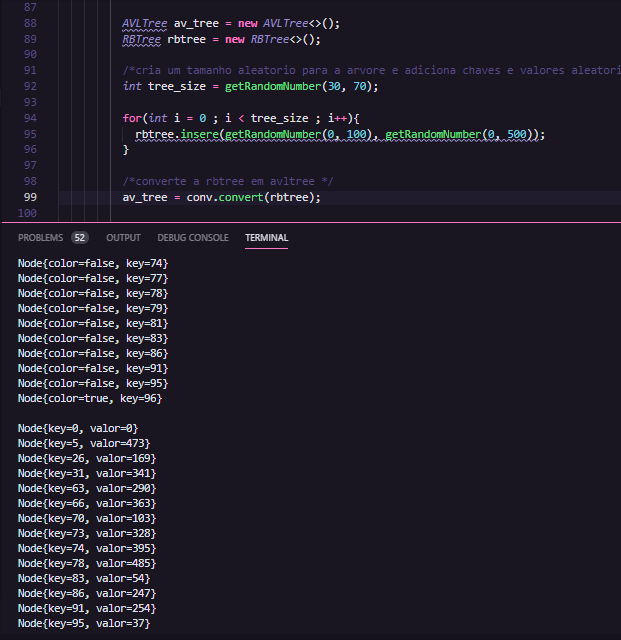 87
88 AVLTree av_tree = new AVLTree<>();
89 RBTree rbtree = new RBTree<>();
90
91 /*cria um tamanho aleatorio para a arvore e adiciona chaves e valores aleatori
92 int tree_size = getRandomNumber(30, 70);
93
94 for(int i = 0 ; i < tree_size ; i++){
95 rbtree.insere(getRandomNumber(0, 100), getRandomNumber(0, 500));
96 }
97
98 /*converte a rbtree em avltree */
99 av_tree = conv.convert(rbtree);
100
PROBLEMS 52 OUTPUT DEBUG CONSOLE TERMINAL
Node{color=false, key=74}
Node{color=false, key=77}
Node{color=false, key=78}
Node{color=false, key=79}
Node{color=false, key=81}
Node{color=false, key=83}
Node{color=false, key=86}
Node{color=false, key=91}
Node{color=false, key=95}
Node{color=true, key=96}
Node{key=0, valor=0}
Node{key=5, valor=473}
Node{key=26, valor=169}
Node{key=31, valor=341}
Node{key=63, valor=290}
Node{key=66, valor=363}
Node{key=70, valor=103}
Node{key=73, valor=328}
Node{key=74, valor=395}
Node{key=78, valor=485}
Node{key=83, valor=54}
Node{key=86, valor=247}
Node{key=91, valor=254}
Node{key=95, valor=37}